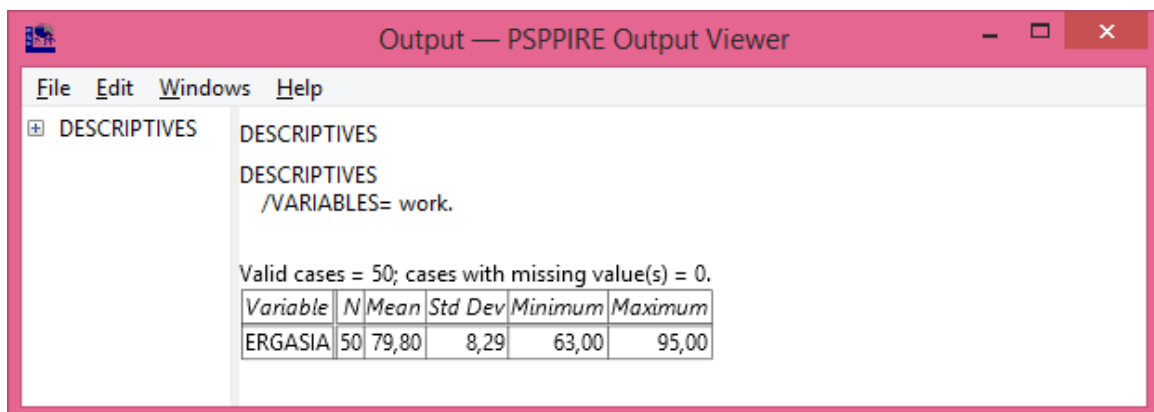 Output — PSPPIRE Output Viewer
File Edit Windows Help
DESCRIPTIVES
DESCRIPTIVES
DESCRIPTIVES
/VARIABLES= work.
Valid cases = 50; cases with missing value(s) = 0.
Variable N Mean Std Dev Minimum Maximum
ERGASIA 50 79,80 8,29 63,00 95,00